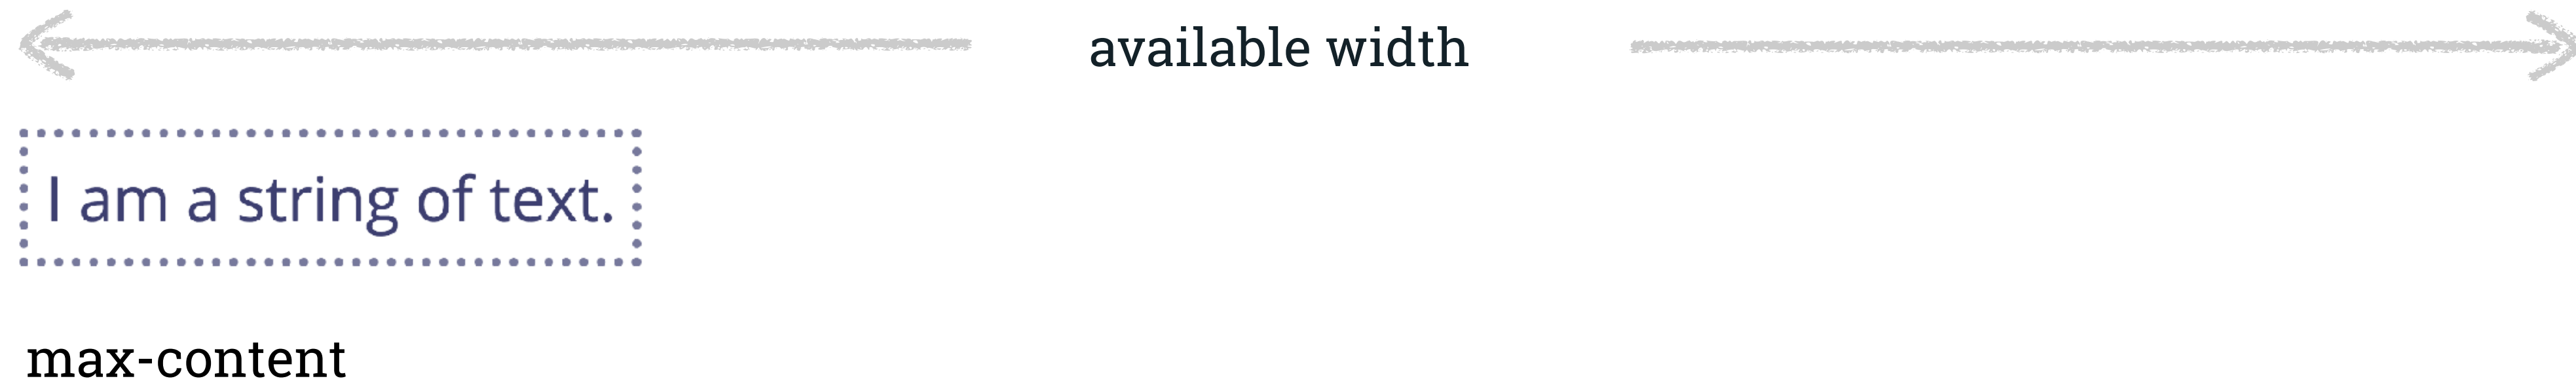 available width
I am a string of text.
max-content